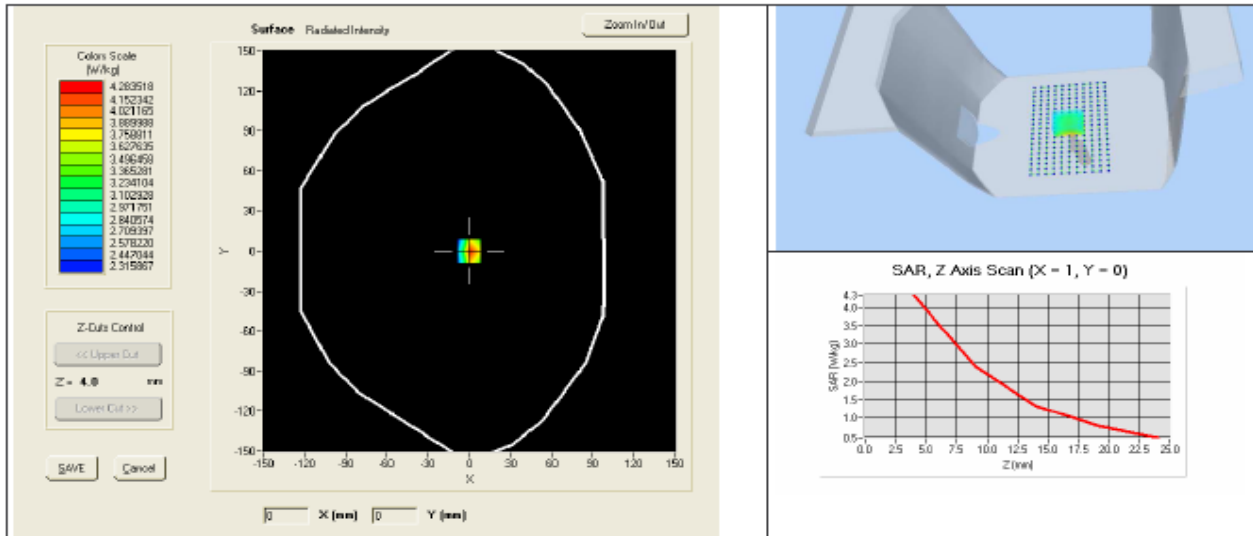 Surface Radiated Intensity
Zoom In/Out
Colors Scale
[W/kg]
4.283518
4.152342
4.021165
3.889988
3.758811
3.627635
3.496458
3.365281
3.234104
3.102928
2.971751
2.840574
2.709397
2.578220
2.447044
2.315867
150
120
90
60
30
0
-30
-60
-90
-120
-150
Y
-150 -120 -90 -60 -30 0 30 60 90 120 150
X
Z-Cuts Control
<< Upper Cut
Z = 4.0 mm
Lower Cut >>
SAVE Cancel
0 X (mm) 0 Y (mm)
SAR, Z Axis Scan (X = 1, Y = 0)
SAR [W/kg]
4.3
4.0
3.5
3.0
2.5
2.0
1.5
1.0
0.5
0.0 2.5 5.0 7.5 10.0 12.5 15.0 17.5 20.0 22.5 25.0
Z (mm)